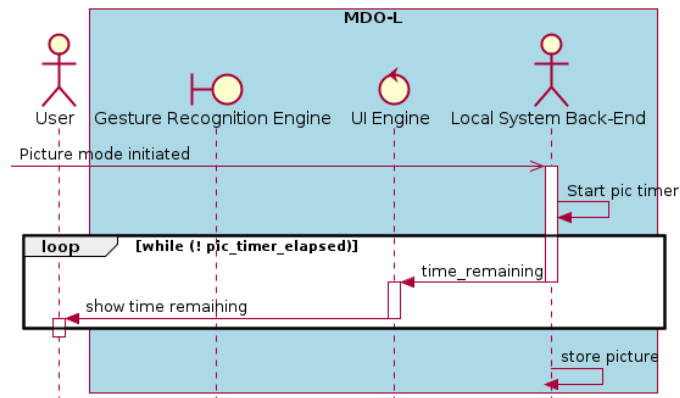 MDO-L
User
Gesture Recognition Engine
UI Engine
Local System Back-End
Picture mode initiated
Start pic timer
loop
[while (! pic_timer_elapsed)]
time_remaining
show time remaining
store picture